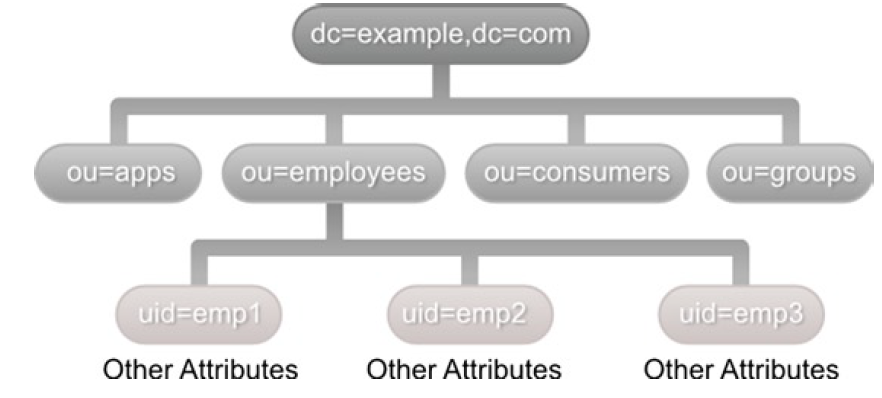 dc=example,dc=com
ou=apps ou=employees ou=consumers ou=groups
uid=emp1 uid=emp2 uid=emp3
Other Attributes Other Attributes Other Attributes